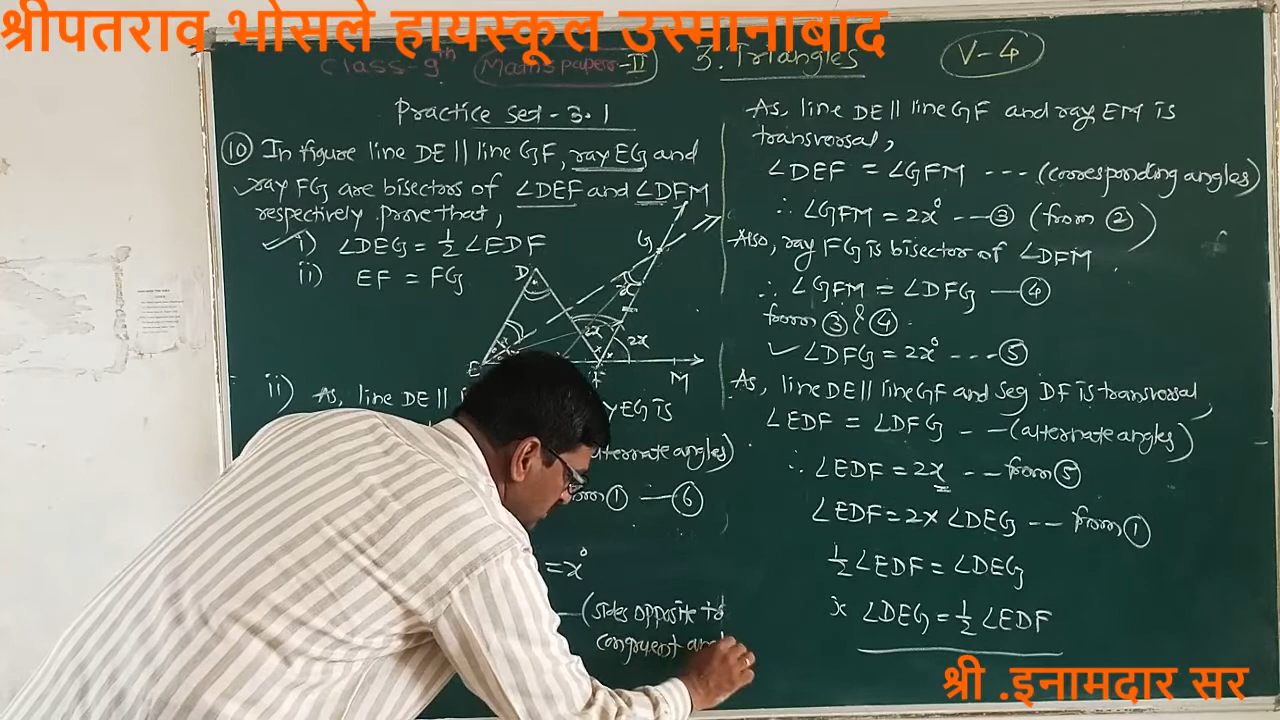 श्रीपतराव भोसले हायस्कूल उस्मानाबाद
Class-9th Maths paper-II 3. Triangles V-4
Practice set-3.1
⑩ In figure line DE || line GF, ray EG and
ray FG are bisectors of ∠DEF and ∠DFM
respectively. prove that,
i) ∠DEG = ½ ∠EDF
ii) EF = FG
D
G
x
2x
2x
F
M
ii) As, line DE || EG is
alternate angles)
① —⑥
= x°
(sides opposite to
congruent
As, line DE || line GF and ray EM is
transversal,
∠DEF = ∠GFM --- (corresponding angles)
∴ ∠GFM = 2x° --- ③ (from ②)
Also, ray FG is bisector of ∠DFM.
∴ ∠GFM = ∠DFG —④
from ③ & ④.
✓ ∠DFG = 2x° ---- ⑤
As, line DE || line GF and seg DF is transversal,
∠EDF = ∠DFG - - (alternate angles)
∴ ∠EDF = 2x -- from ⑤
∠EDF = 2x ∠DEG -- from ①
½ ∠EDF = ∠DEG
∠DEG = ½ ∠EDF
श्री .इनामदार सर